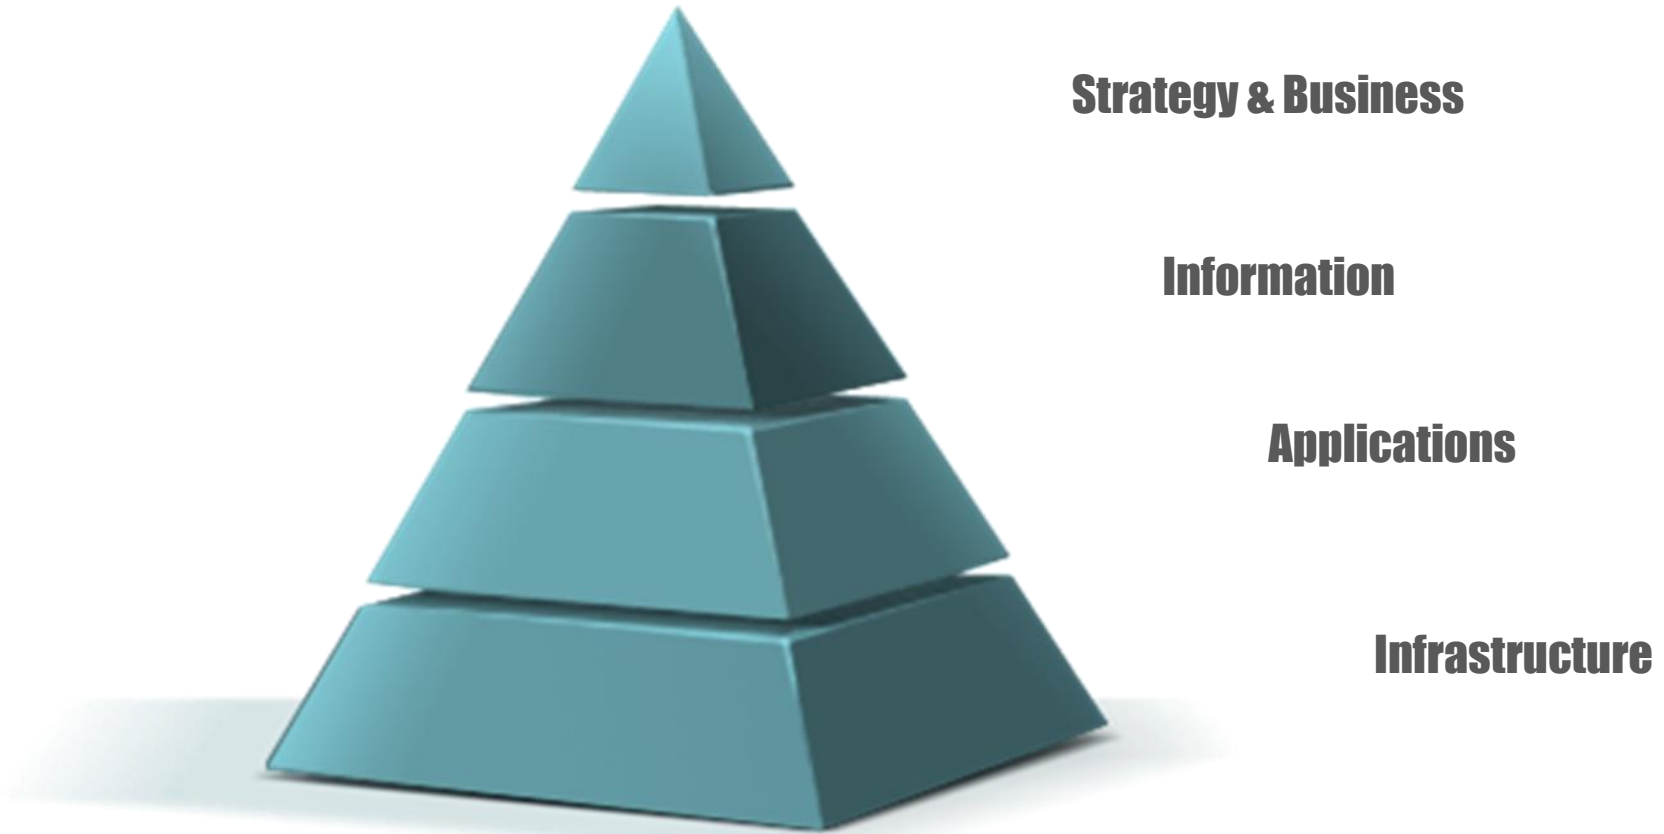 Strategy & Business
Information
Applications
Infrastructure